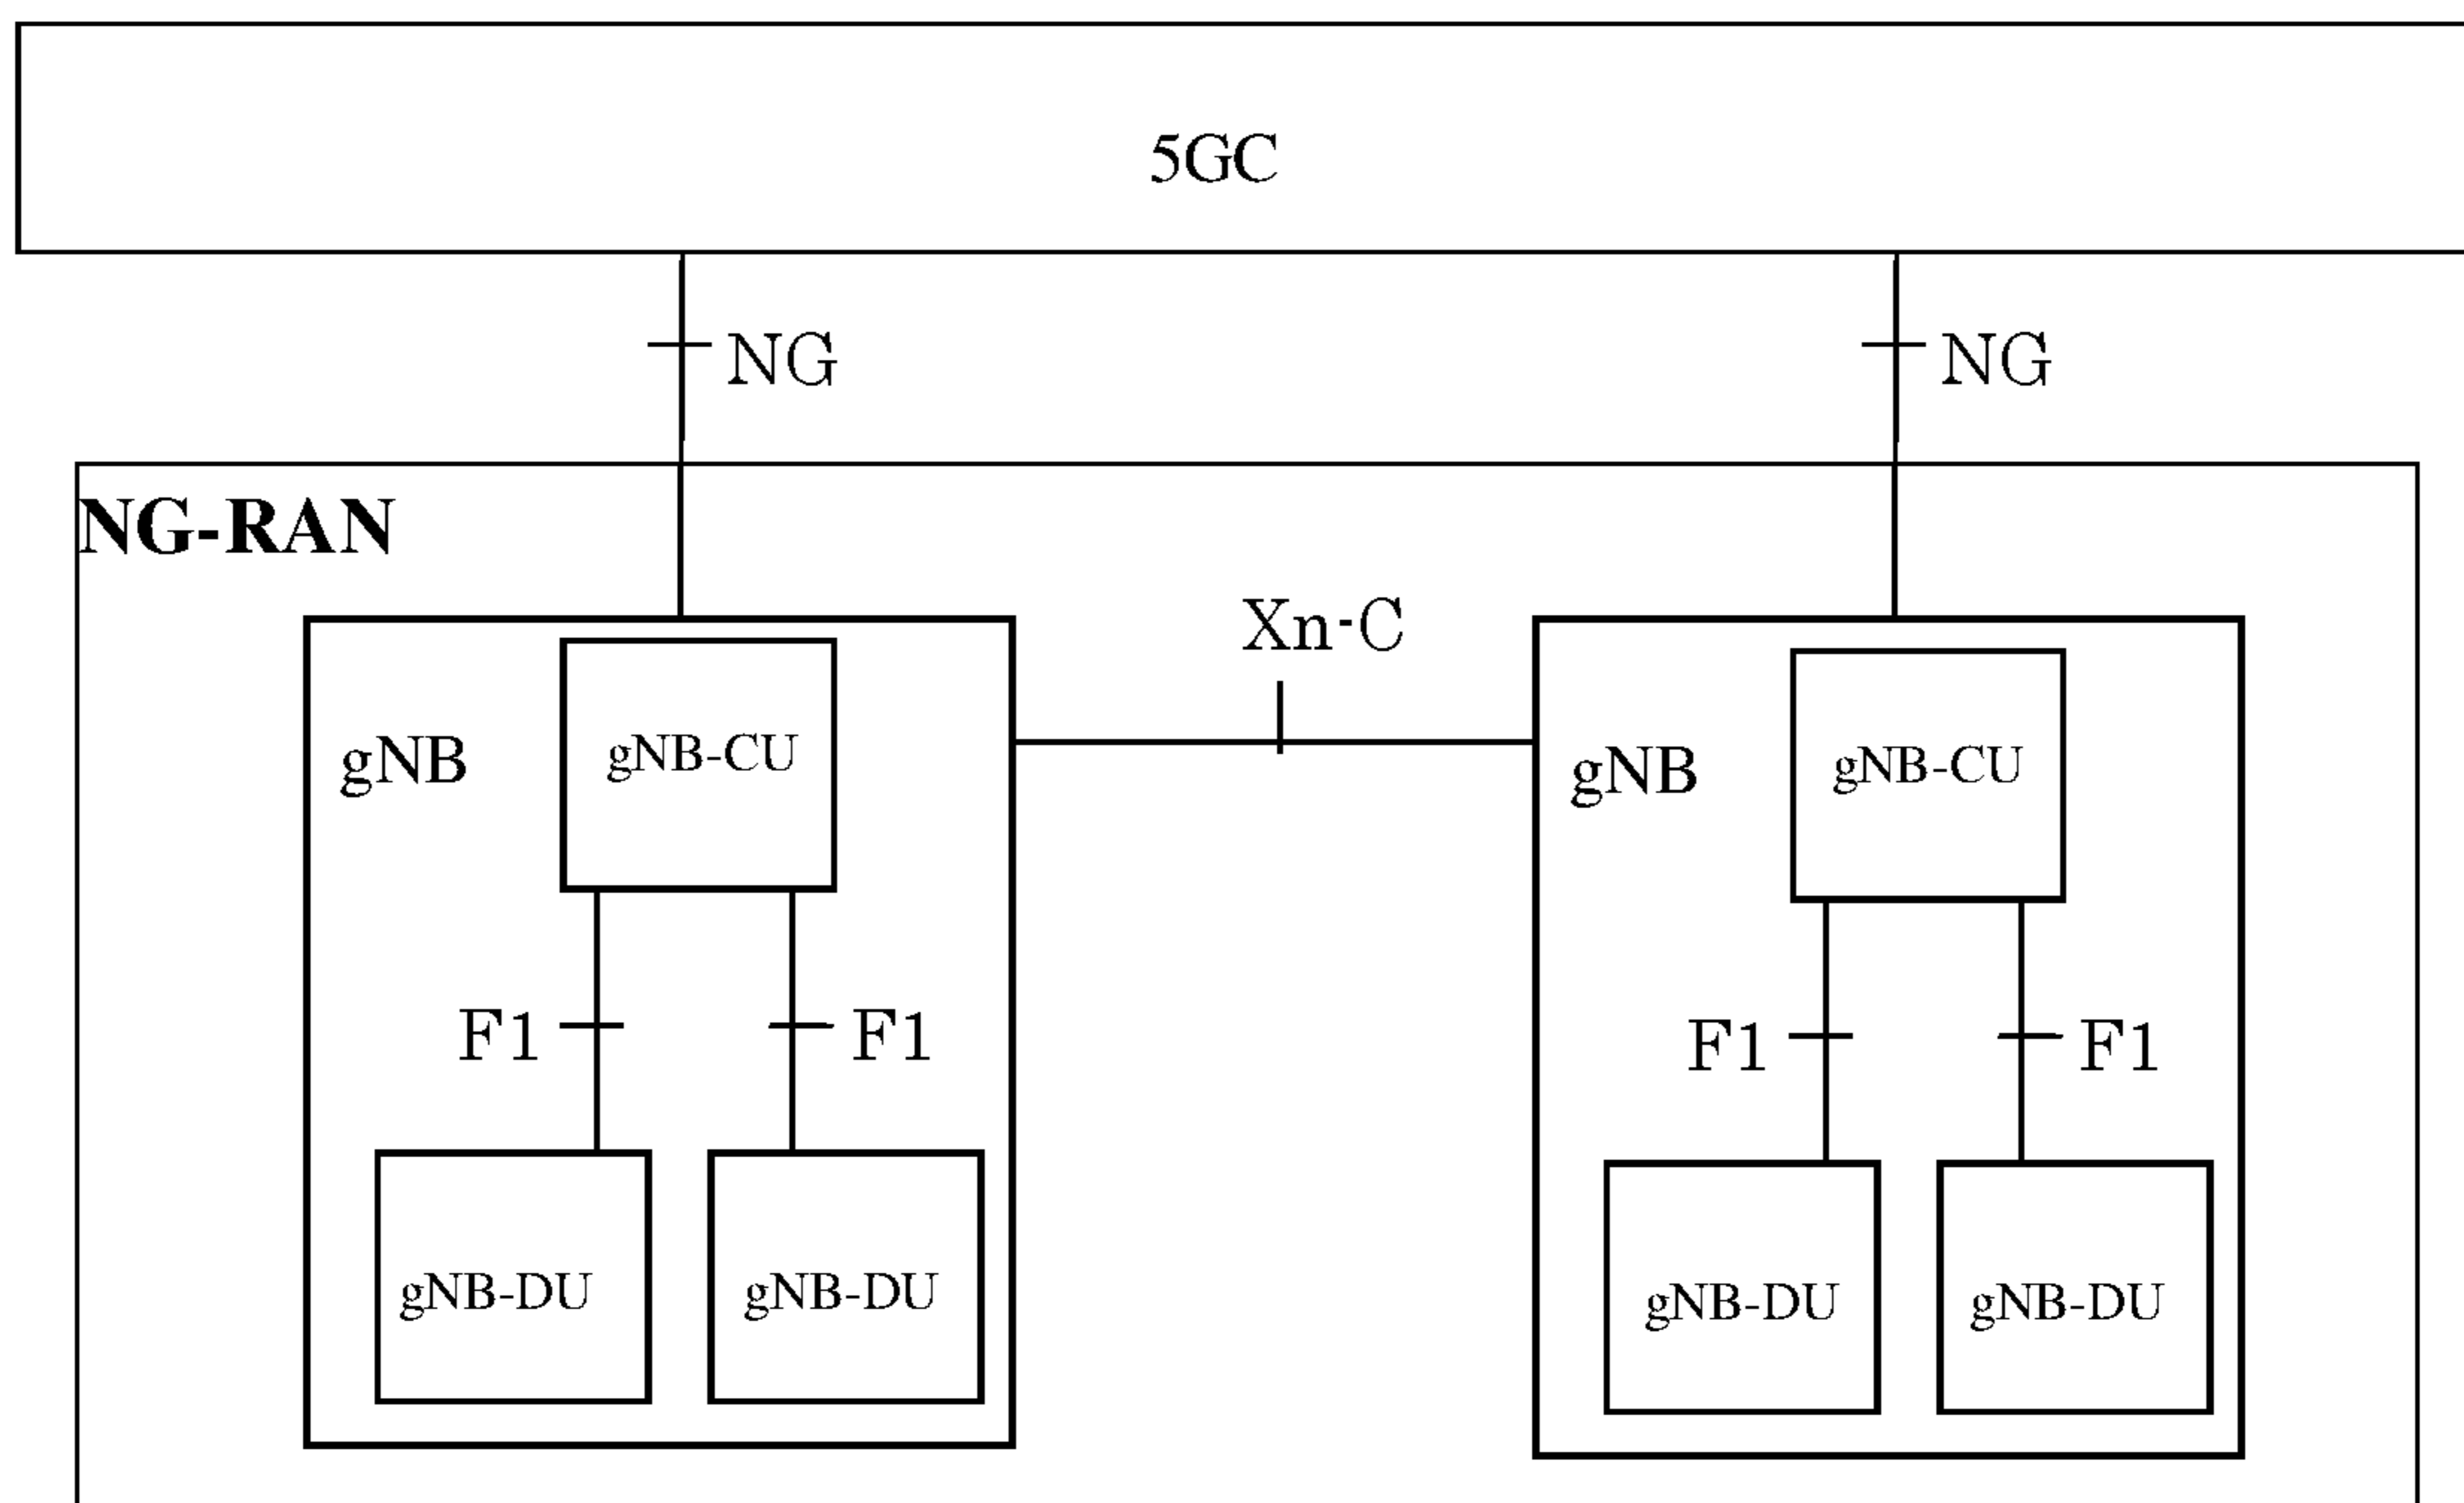 5GC
NG
NG
NG-RAN
Xn-C
gNB
gNB-CU
gNB
gNB-CU
F1
F1
F1
F1
gNB-DU
gNB-DU
gNB-DU
gNB-DU